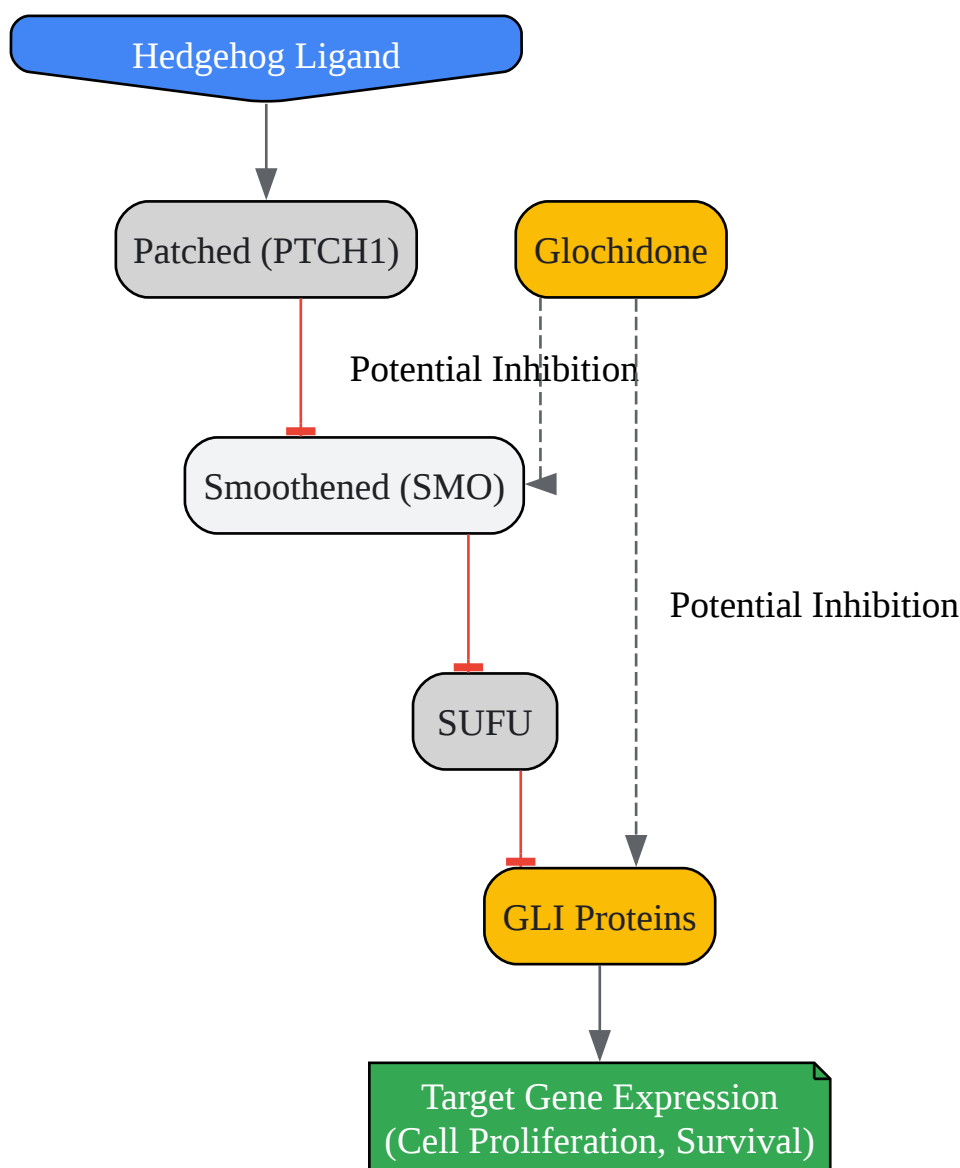 Hedgehog Ligand
Patched (PTCH1)
Glochidone
Potential Inhibition
Smoothened (SMO)
Potential Inhibition
SUFU
GLI Proteins
Target Gene Expression
(Cell Proliferation, Survival)